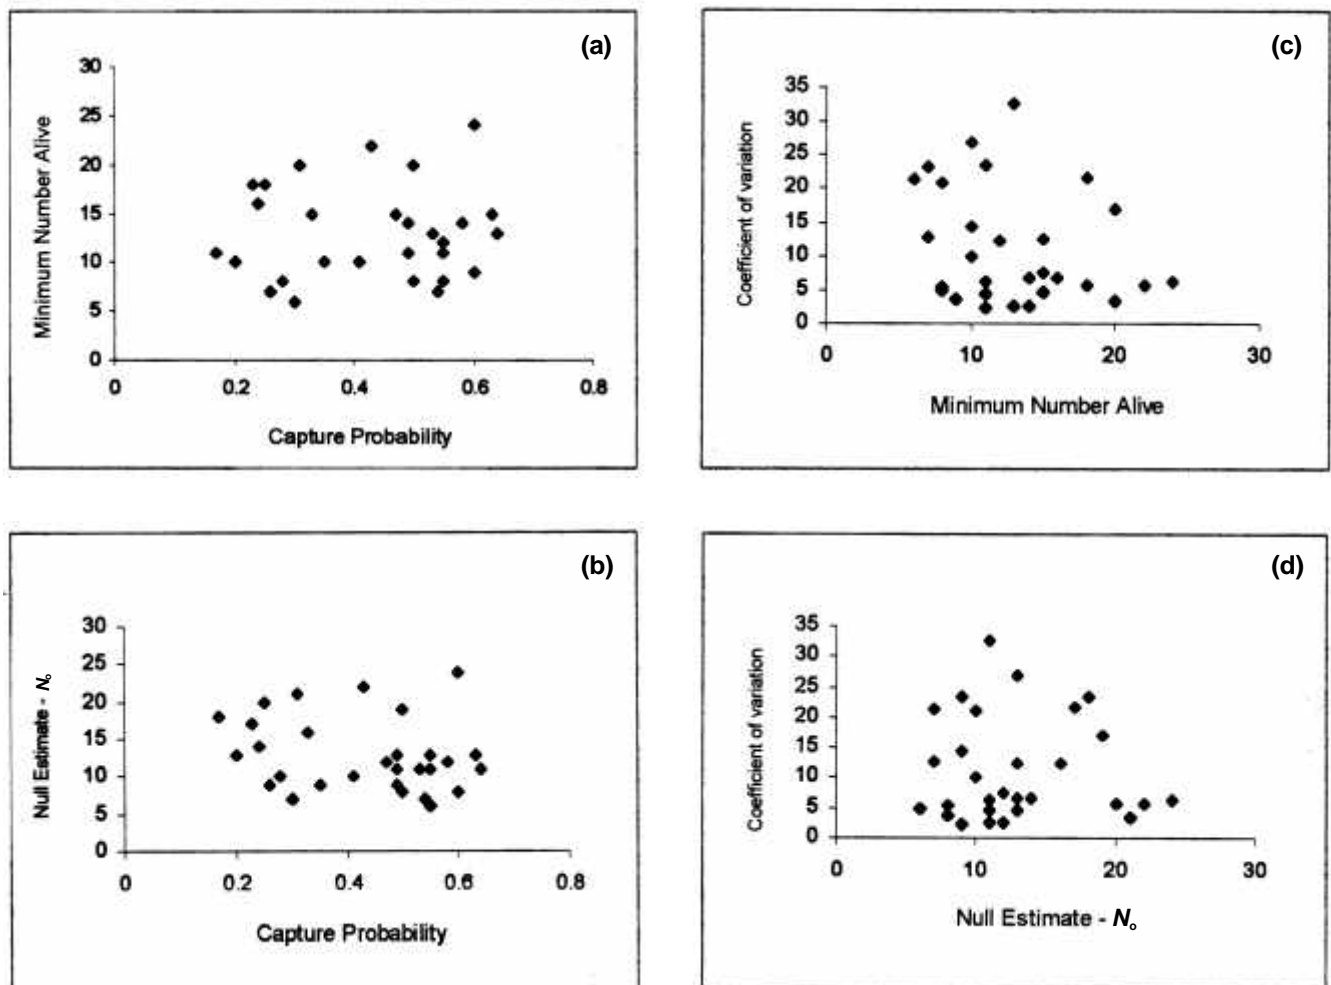 (a)
Minimum Number Alive
30
25
20
15
10
5
0
0 0.2 0.4 0.6 0.8
Capture Probability
(c)
Coefficient of variation
35
30
25
20
15
10
5
0
0 10 20 30
Minimum Number Alive
(b)
Null Estimate - No
30
25
20
15
10
5
0
0 0.2 0.4 0.6 0.8
Capture Probability
(d)
Coefficient of variation
35
30
25
20
15
10
5
0
0 10 20 30
Null Estimate - No